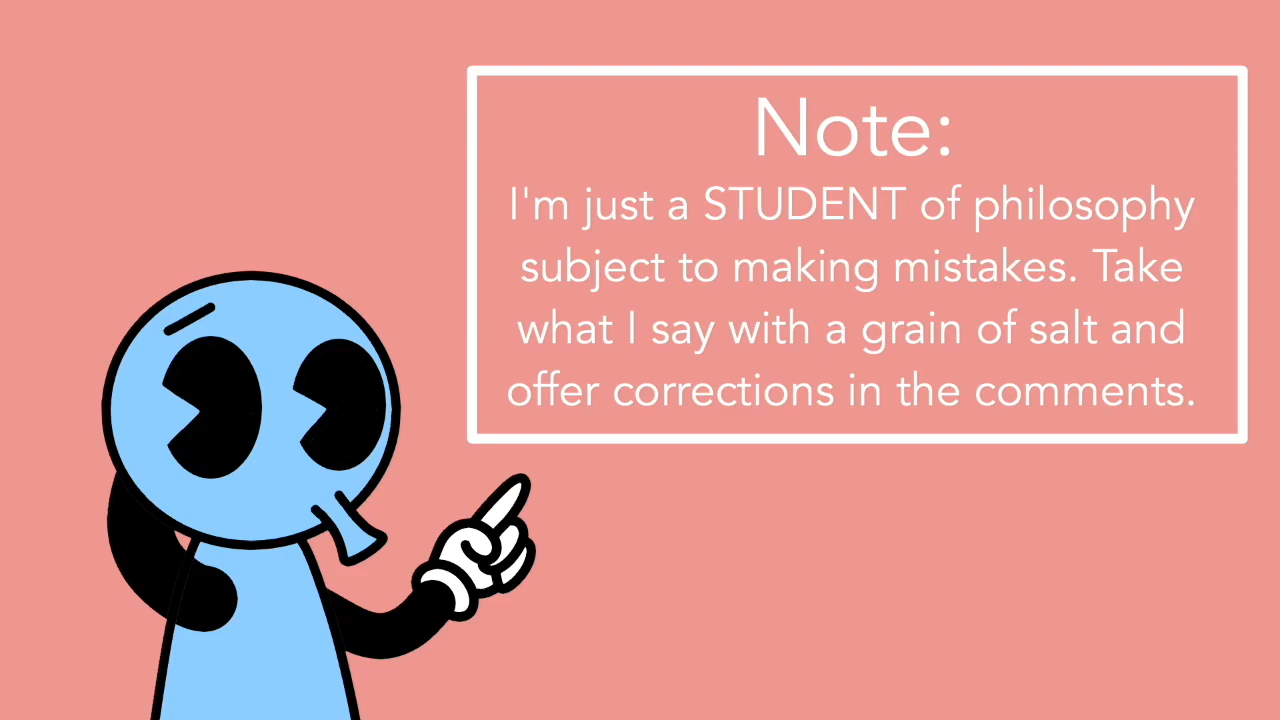 Note:
I'm just a STUDENT of philosophy
subject to making mistakes. Take
what I say with a grain of salt and
offer corrections in the comments.